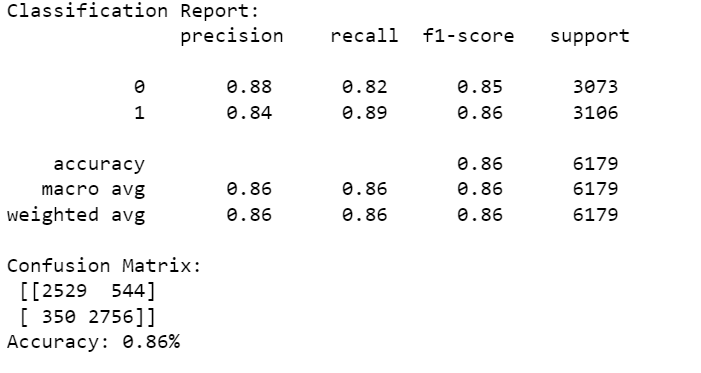 Classification Report:
precision recall f1-score support
0 0.88 0.82 0.85 3073
1 0.84 0.89 0.86 3106
accuracy 0.86 6179
macro avg 0.86 0.86 0.86 6179
weighted avg 0.86 0.86 0.86 6179
Confusion Matrix:
[[2529 544]
[ 350 2756]]
Accuracy: 0.86%